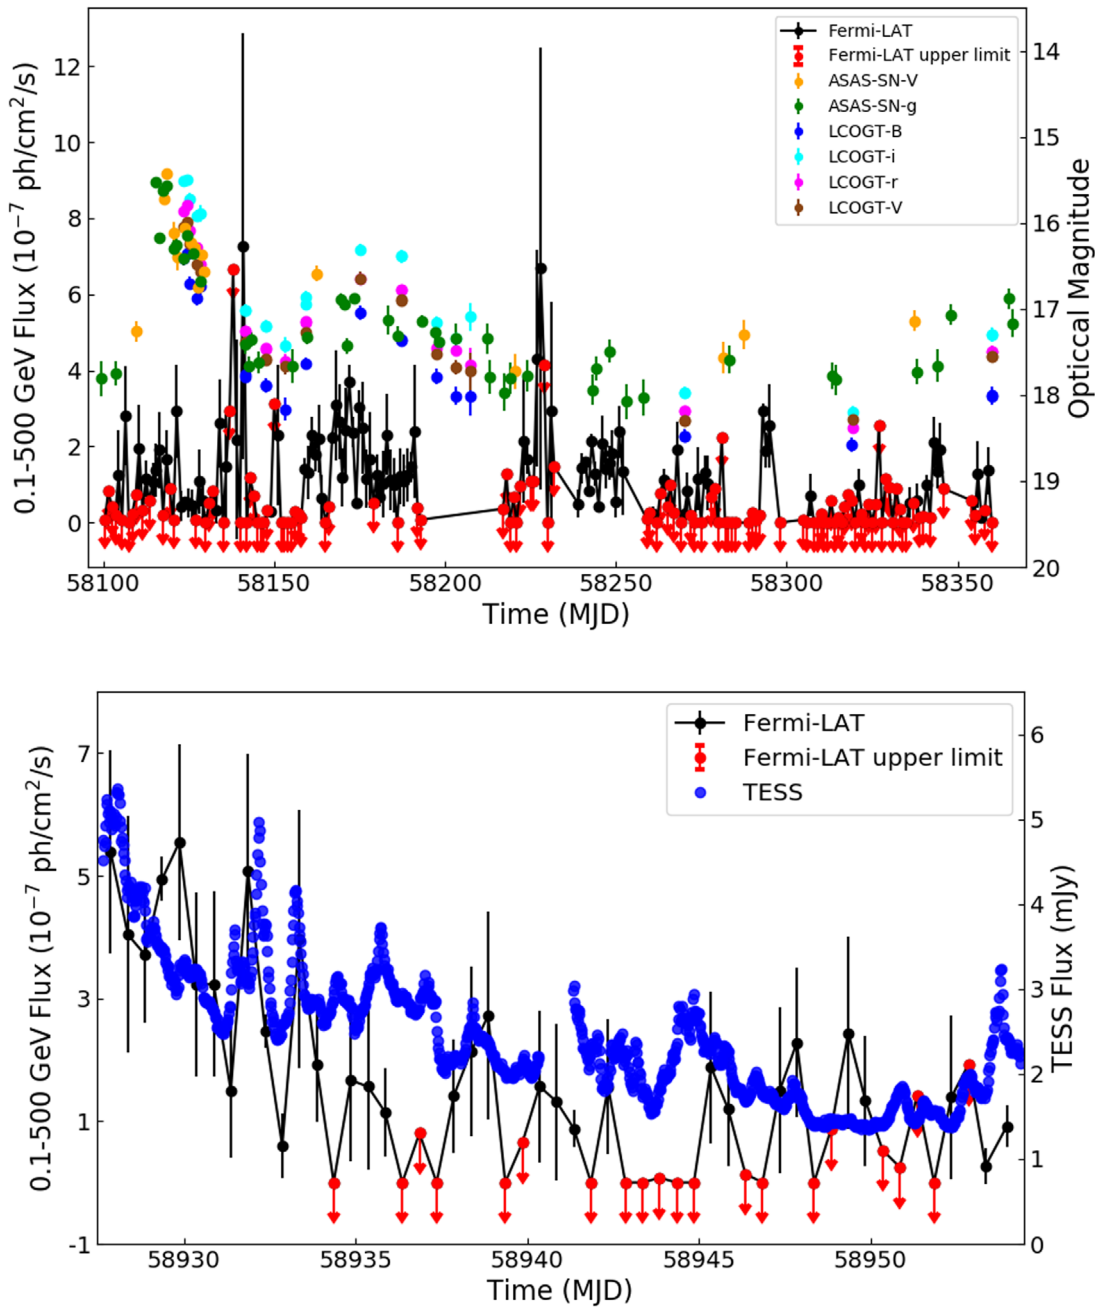 0.1-500 GeV Flux (10⁻⁷ ph/cm²/s)
12
10
8
6
4
2
0
Fermi-LAT
Fermi-LAT upper limit
ASAS-SN-V
ASAS-SN-g
LCOGT-B
LCOGT-i
LCOGT-r
LCOGT-V
14
15
16
17
18
19
20
Opticcal Magnitude
58100
58150
58200
58250
58300
58350
Time (MJD)
0.1-500 GeV Flux (10⁻⁷ ph/cm²/s)
7
5
3
1
-1
Fermi-LAT
Fermi-LAT upper limit
TESS
6
5
4
3
2
1
0
TESS Flux (mJy)
58930
58935
58940
58945
58950
Time (MJD)